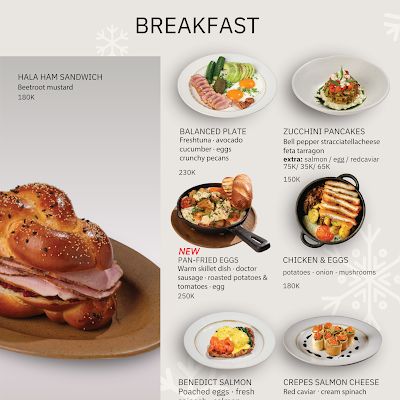 BREAKFAST
HALA HAM SANDWICH
Beetroot mustard
180K
BALANCED PLATE
Freshtuna · avocado
cucumber · eggs
crunchy pecans
230K
ZUCCHINI PANCAKES
Bell pepper stracciatellacheese
feta tarragon
extra: salmon / egg / redcaviar
75K/ 35K/ 65K
150K
NEW
PAN-FRIED EGGS
Warm skillet dish · doctor
sausage · roasted potatoes &
tomatoes · egg
250K
CHICKEN & EGGS
potatoes · onion · mushrooms
180K
BENEDICT SALMON
Poached eggs · fresh
CREPES SALMON CHEESE
Red caviar · cream spinach